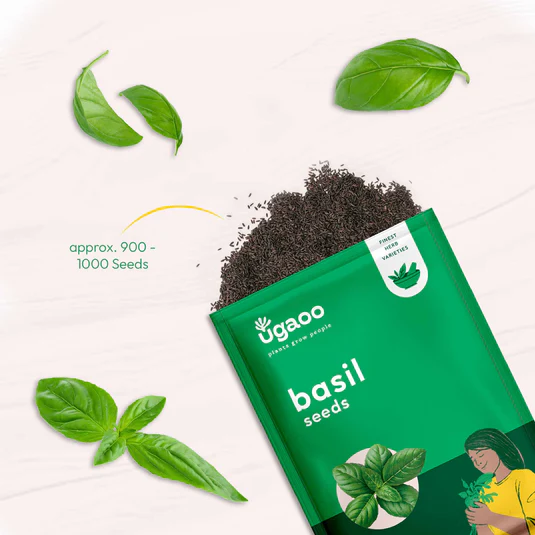 approx. 900 -
1000 Seeds
FINEST
HERB
VARIETIES
ugaoo
plants grow people
basil
seeds